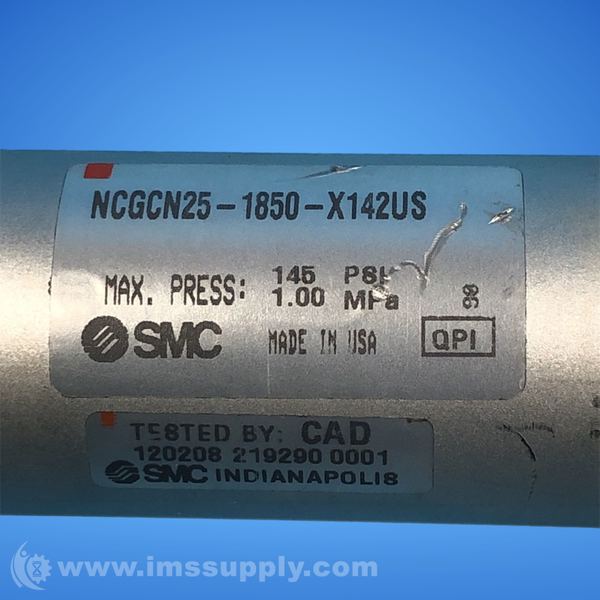 NCGCN25-1850-X142US
MAX. PRESS: 145 PSI
1.00 MPa
SMC MADE IN USA QPI
TESTED BY: CAD
120208 219290 0001
SMC INDIANAPOLIS
www.imssupply.com